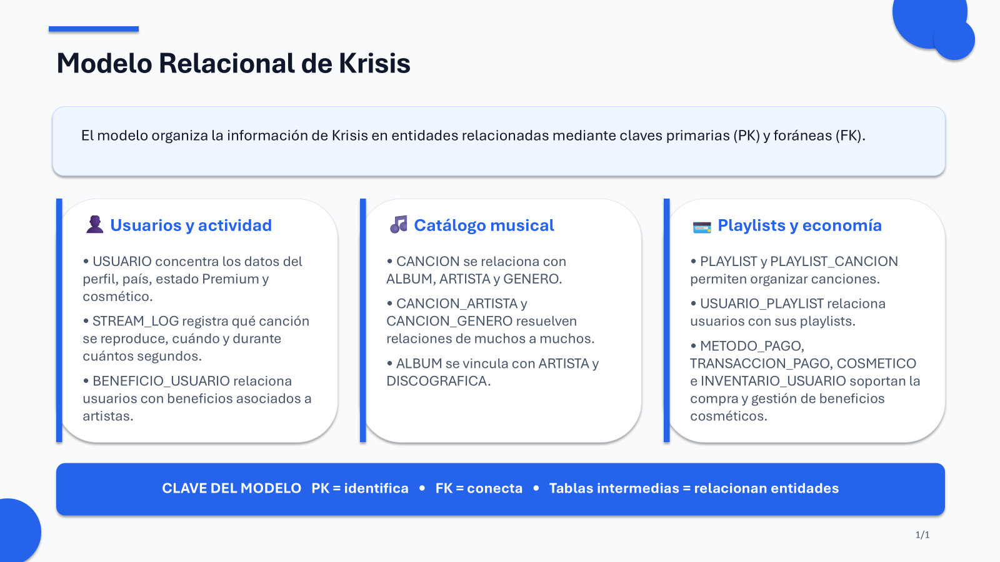 Modelo Relacional de Krisis
El modelo organiza la información de Krisis en entidades relacionadas mediante claves primarias (PK) y foráneas (FK).
Usuarios y actividad
• USUARIO concentra los datos del
perfil, país, estado Premium y
cosmético.
• STREAM_LOG registra qué canción
se reproduce, cuándo y durante
cuántos segundos.
• BENEFICIO_USUARIO relaciona
usuarios con beneficios asociados a
artistas.
Catálogo musical
• CANCION se relaciona con
ALBUM, ARTISTA y GENERO.
• CANCION_ARTISTA y
CANCION_GENERO resuelven
relaciones de muchos a muchos.
• ALBUM se vincula con ARTISTA y
DISCOGRAFICA.
Playlists y economía
• PLAYLIST y PLAYLIST_CANCION
permiten organizar canciones.
• USUARIO_PLAYLIST relaciona
usuarios con sus playlists.
• METODO_PAGO,
TRANSACCION_PAGO, COSMETICO
e INVENTARIO_USUARIO soportan la
compra y gestión de beneficios
cosméticos.
CLAVE DEL MODELO PK = identifica • FK = conecta • Tablas intermedias = relacionan entidades
1/1